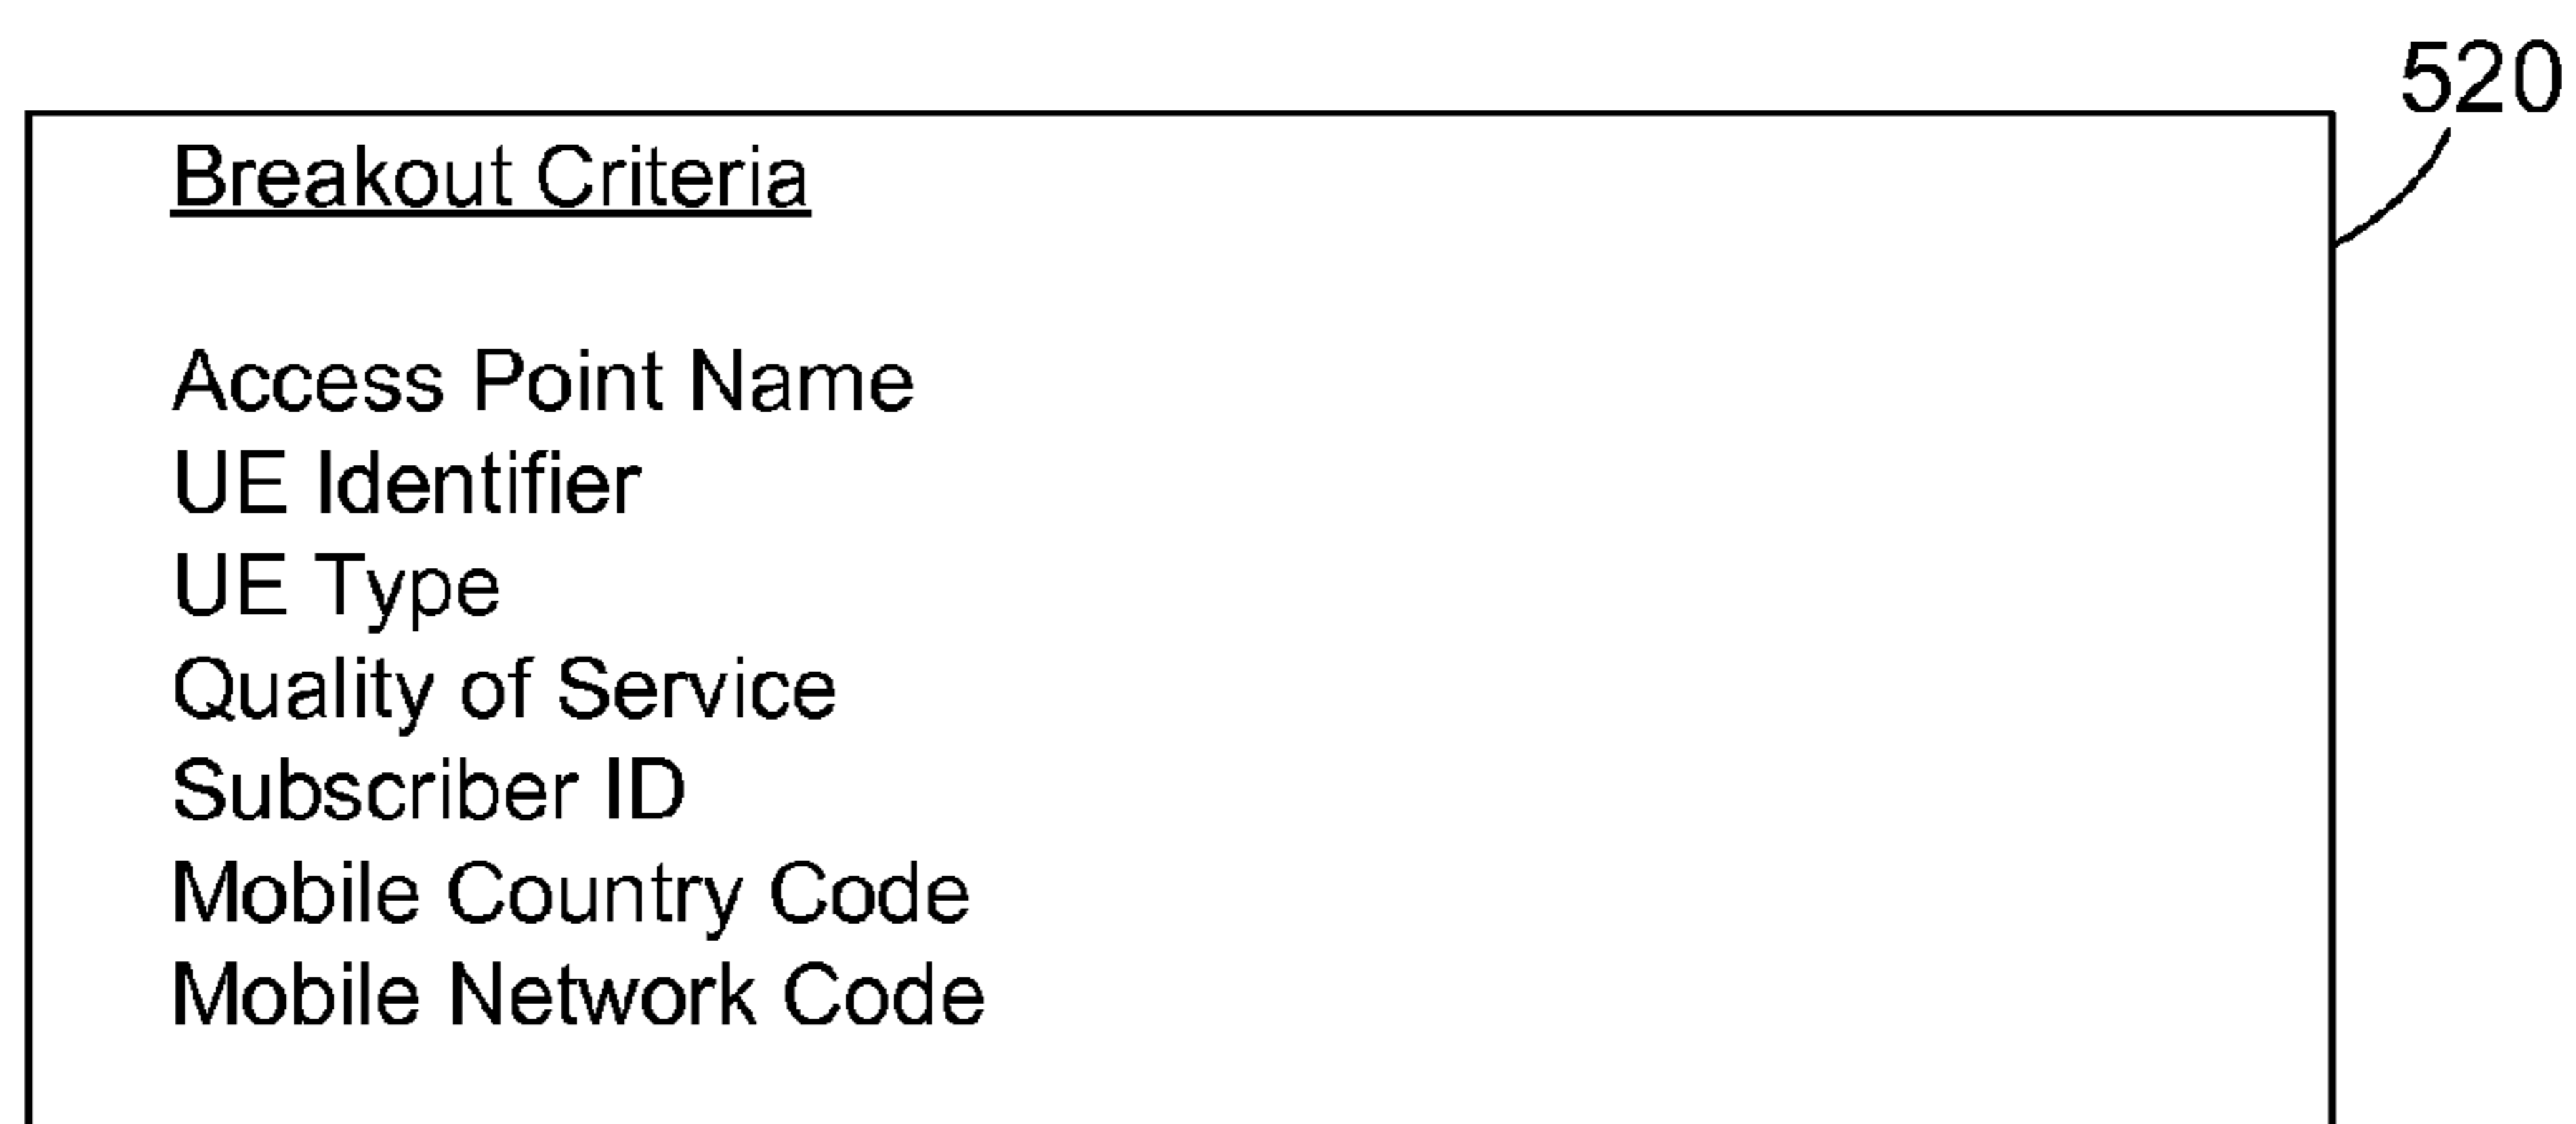 520
Breakout Criteria
Access Point Name
UE Identifier
UE Type
Quality of Service
Subscriber ID
Mobile Country Code
Mobile Network Code